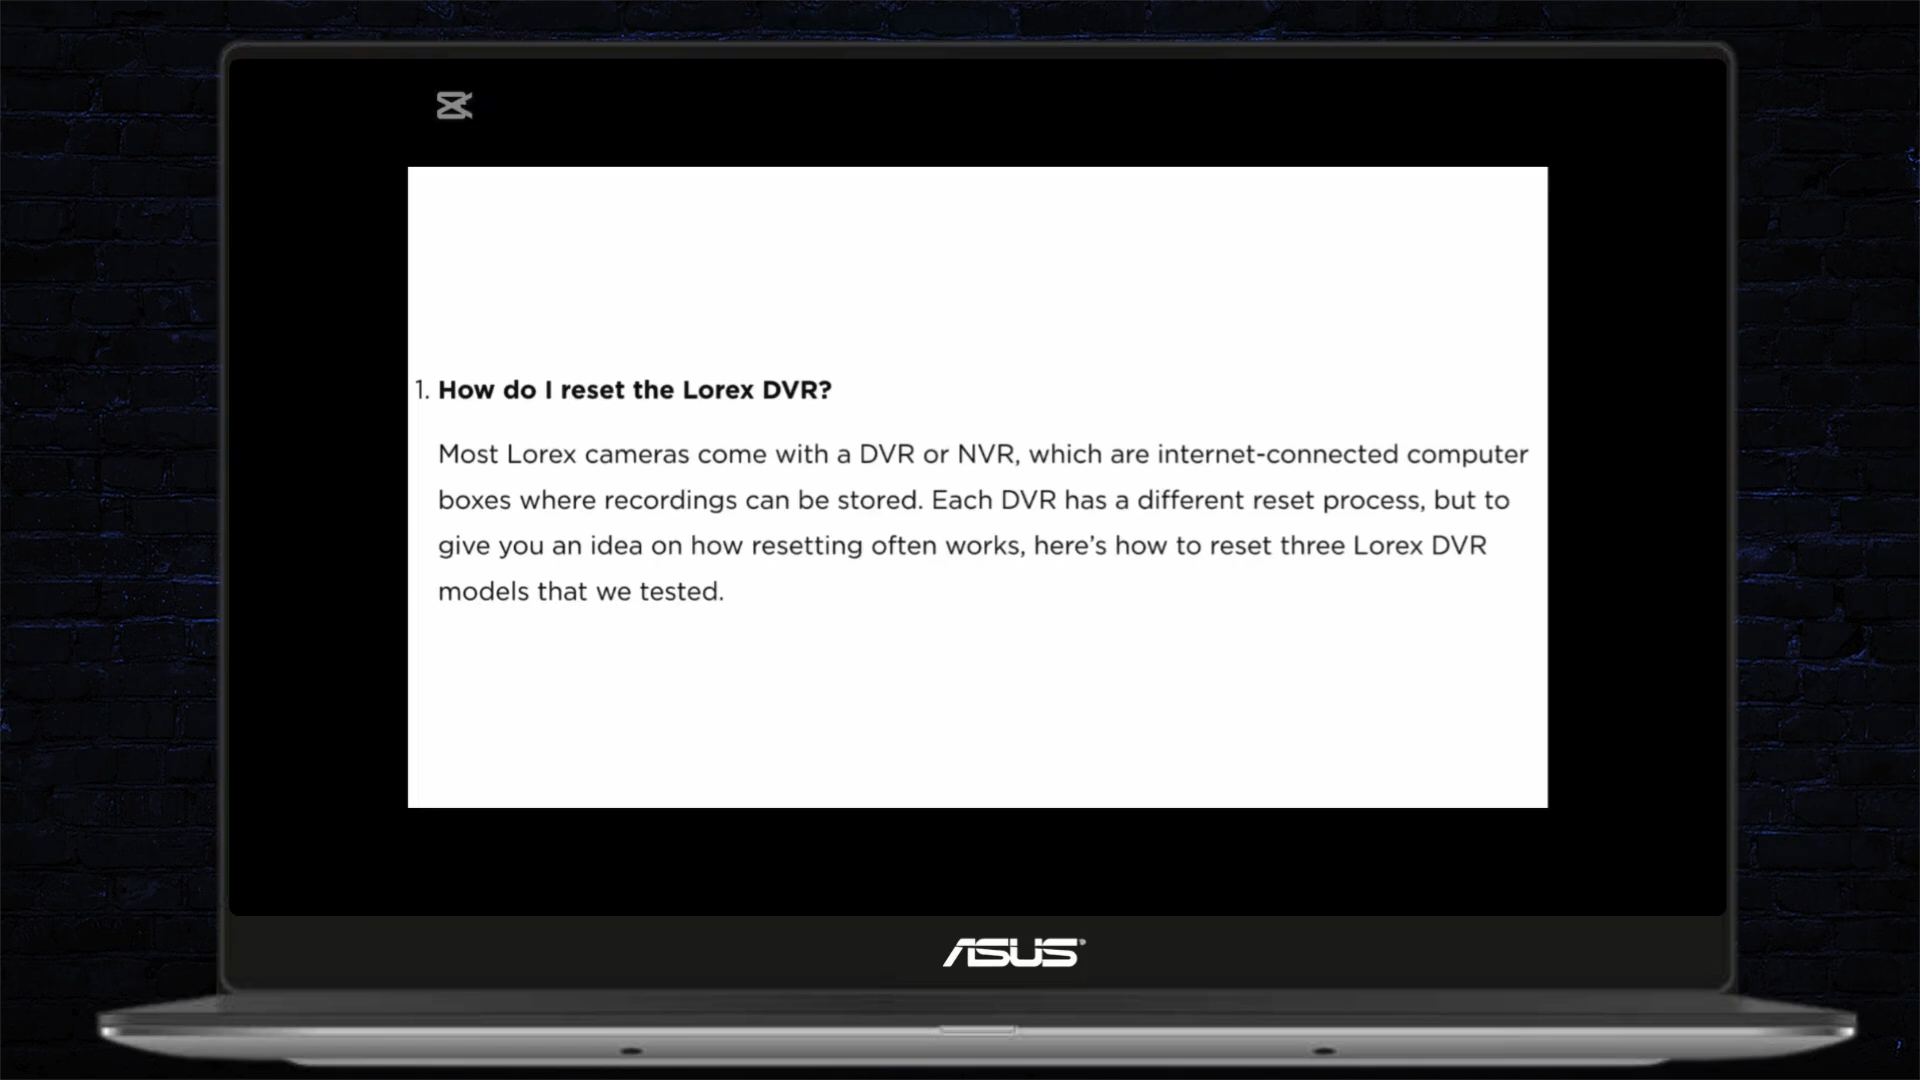 1. How do I reset the Lorex DVR?
Most Lorex cameras come with a DVR or NVR, which are internet-connected computer
boxes where recordings can be stored. Each DVR has a different reset process, but to
give you an idea on how resetting often works, here’s how to reset three Lorex DVR
models that we tested.
ASUS